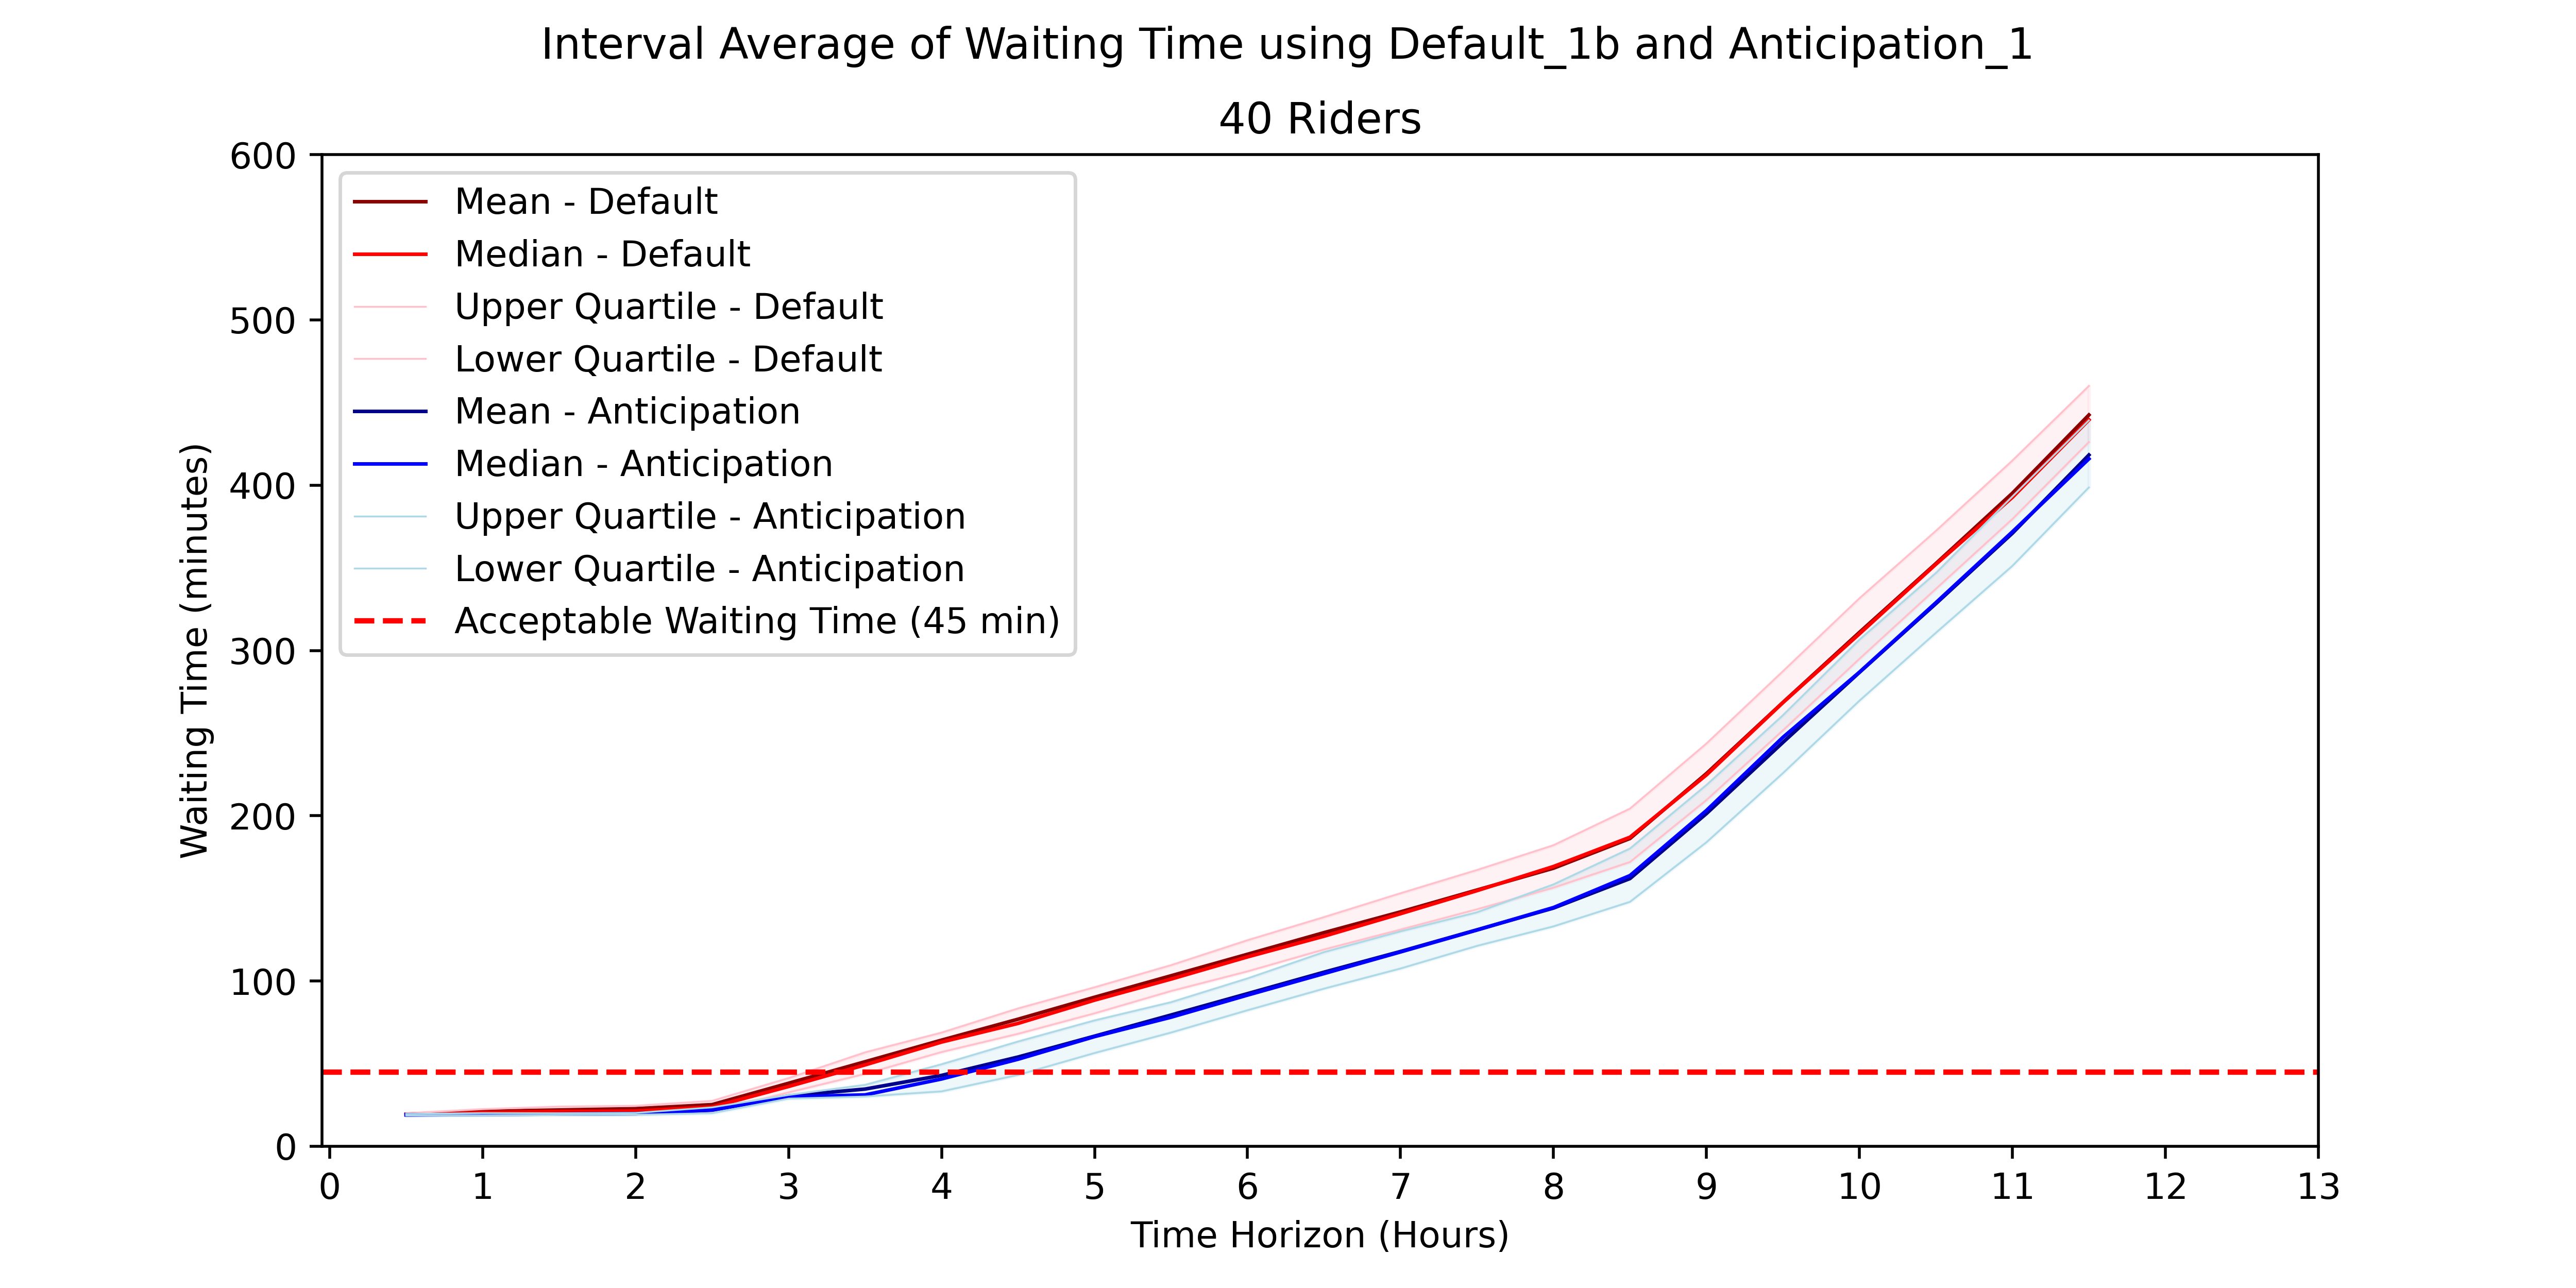 Interval Average of Waiting Time using Default_1b and Anticipation_1
40 Riders
600
500
400
300
200
100
0
Waiting Time (minutes)
Mean - Default
Median - Default
Upper Quartile - Default
Lower Quartile - Default
Mean - Anticipation
Median - Anticipation
Upper Quartile - Anticipation
Lower Quartile - Anticipation
Acceptable Waiting Time (45 min)
0 1 2 3 4 5 6 7 8 9 10 11 12 13
Time Horizon (Hours)